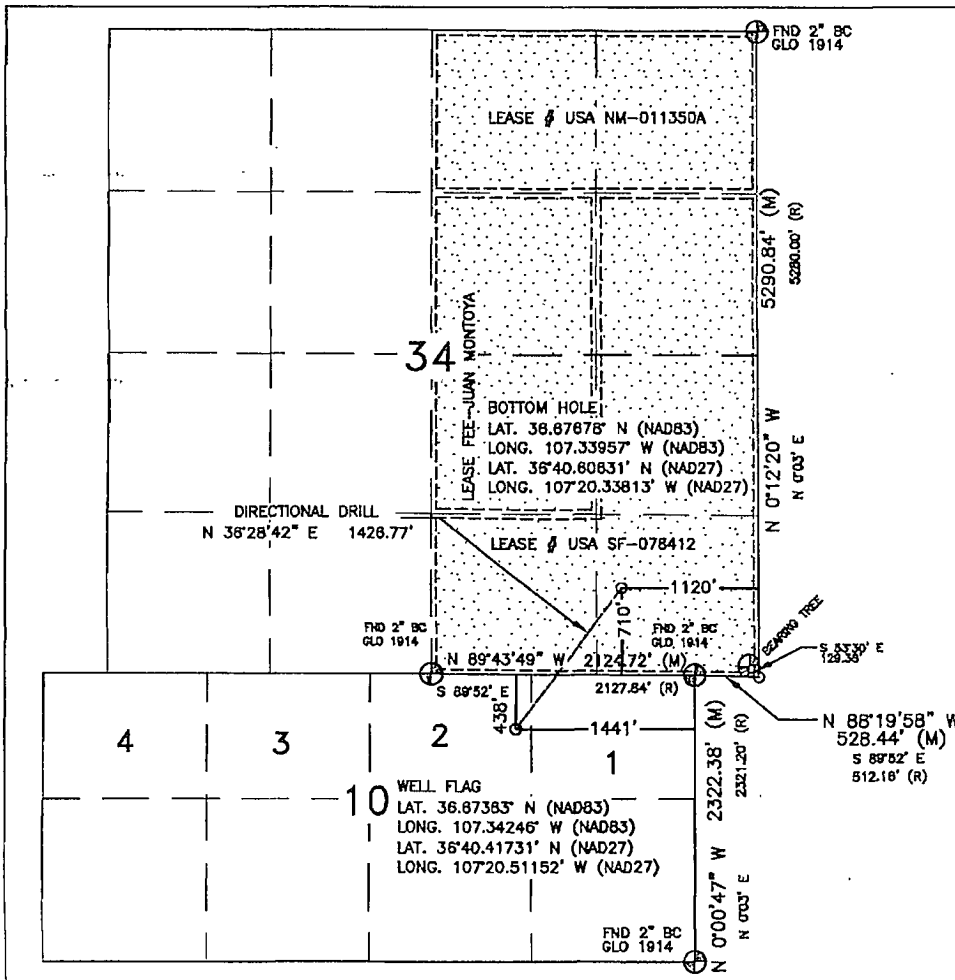 FND 2" BC
GLO 1914
LEASE # USA NM-011350A
5290.84' (M)
5280.00' (R)
N 0°12'20" W
N 0°03' E
34
LEASE FEE--JUAN MONTOYA
BOTTOM HOLE
LAT. 36.67678° N (NAD83)
LONG. 107.33957° W (NAD83)
LAT. 36°40.60831' N (NAD27)
LONG. 107°20.33813' W (NAD27)
DIRECTIONAL DRILL
N 36°28'42" E 1426.77'
LEASE # USA SF-078412
1120'
710'
FND 2" BC
GLO 1914
FND 2" BC
GLO 1914
BEARING TREE
S 83°30' E
129.36'
N 89°43'49" W 2124.72' (M)
S 89°52' E
2127.84' (R)
438'
1441'
N 88°19'58" W
528.44' (M)
S 89°52' E
512.16' (R)
4
3
2
1
10
WELL FLAG
LAT. 36.67363° N (NAD83)
LONG. 107.34246° W (NAD83)
LAT. 36°40.41731' N (NAD27)
LONG. 107°20.51152' W (NAD27)
2322.38' (M)
2321.20' (R)
N 0°00'47" W
N 0°03' E
FND 2" BC
GLO 1914